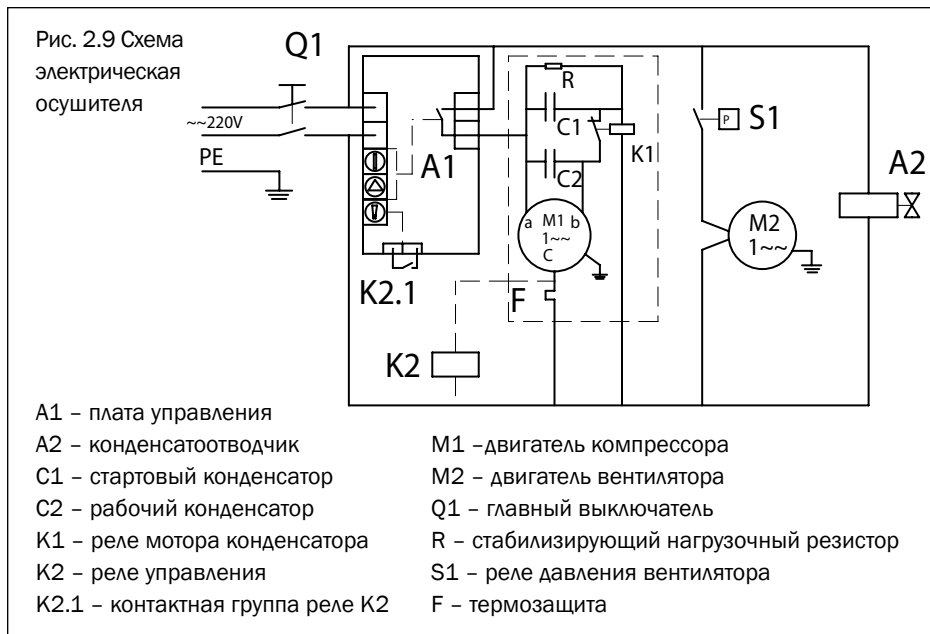 Рис. 2.9 Схема
электрическая
осушителя
Q1
~~220V
PE
A1
K2.1
R
C1
K1
C2
a M1 b
1~~
C
F
K2
P
S1
M2
1~~
A2
A1 – плата управления
A2 – конденсатоотводчик
C1 – стартовый конденсатор
C2 – рабочий конденсатор
K1 – реле мотора конденсатора
K2 – реле управления
K2.1 – контактная группа реле K2
M1 –двигатель компрессора
M2 – двигатель вентилятора
Q1 – главный выключатель
R – стабилизирующий нагрузочный резистор
S1 – реле давления вентилятора
F – термозащита